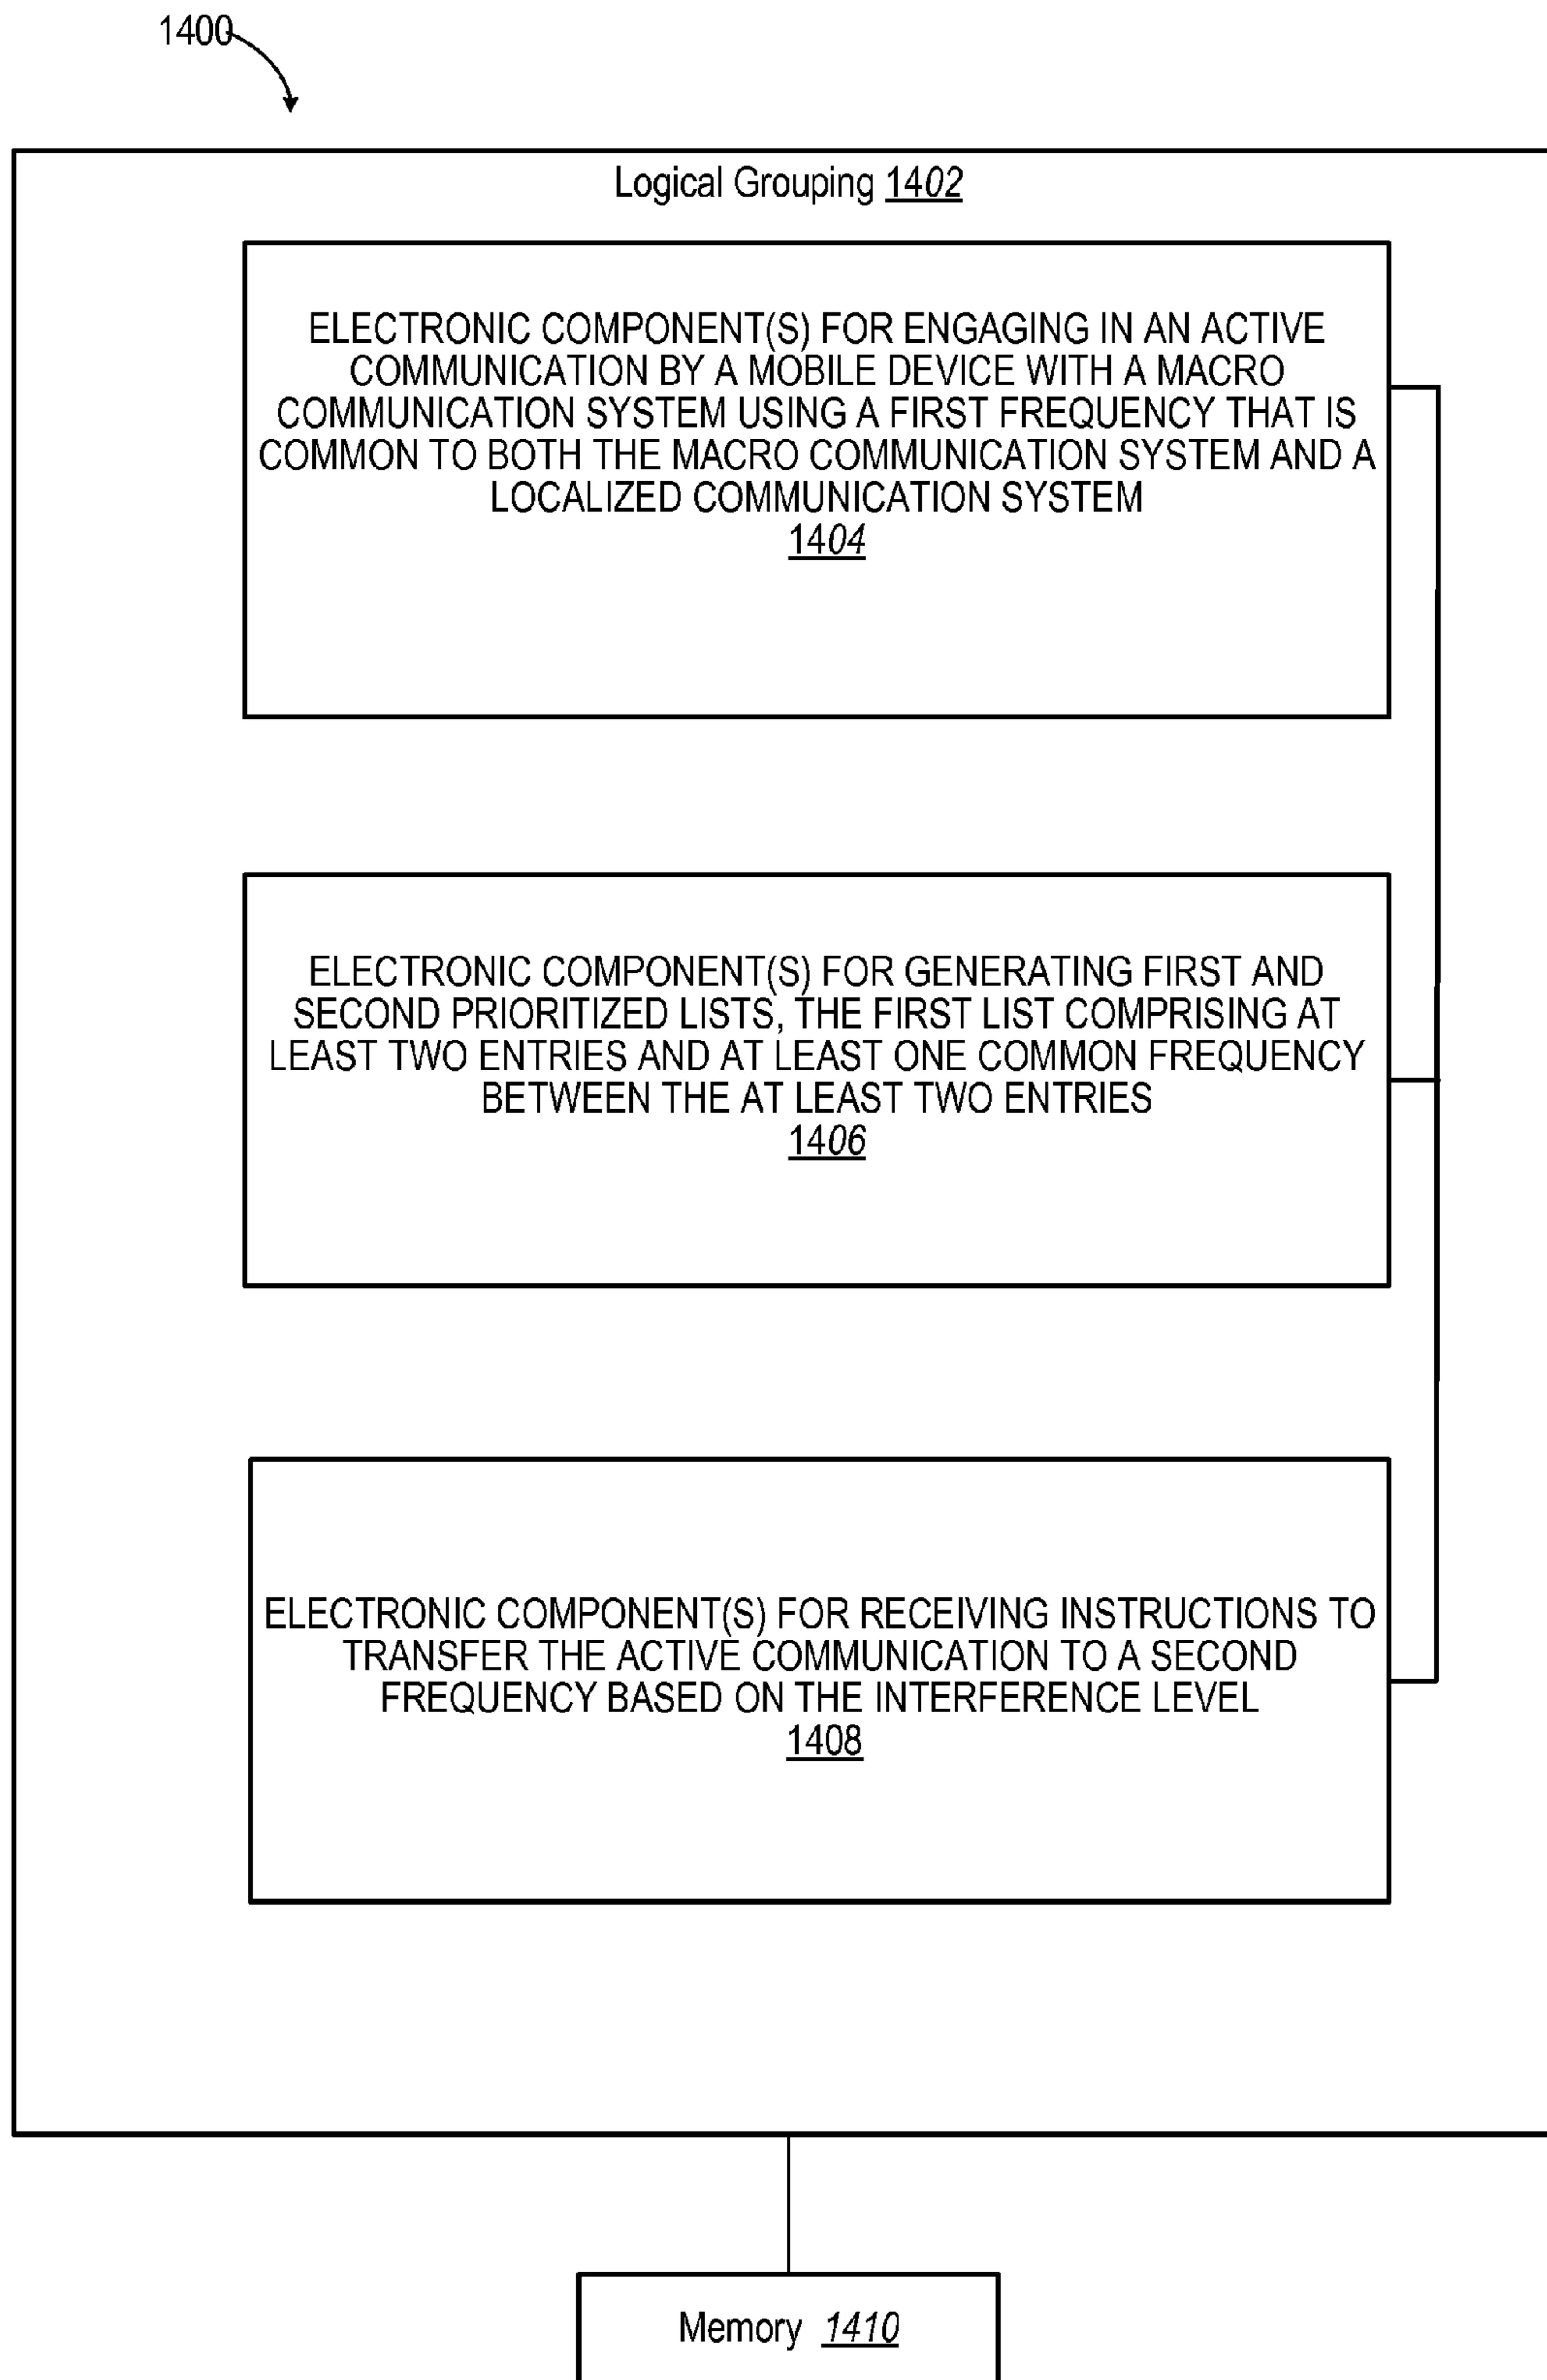 1400
Logical Grouping 1402
ELECTRONIC COMPONENT(S) FOR ENGAGING IN AN ACTIVE
COMMUNICATION BY A MOBILE DEVICE WITH A MACRO
COMMUNICATION SYSTEM USING A FIRST FREQUENCY THAT IS
COMMON TO BOTH THE MACRO COMMUNICATION SYSTEM AND A
LOCALIZED COMMUNICATION SYSTEM
1404
ELECTRONIC COMPONENT(S) FOR GENERATING FIRST AND
SECOND PRIORITIZED LISTS, THE FIRST LIST COMPRISING AT
LEAST TWO ENTRIES AND AT LEAST ONE COMMON FREQUENCY
BETWEEN THE AT LEAST TWO ENTRIES
1406
ELECTRONIC COMPONENT(S) FOR RECEIVING INSTRUCTIONS TO
TRANSFER THE ACTIVE COMMUNICATION TO A SECOND
FREQUENCY BASED ON THE INTERFERENCE LEVEL
1408
Memory 1410